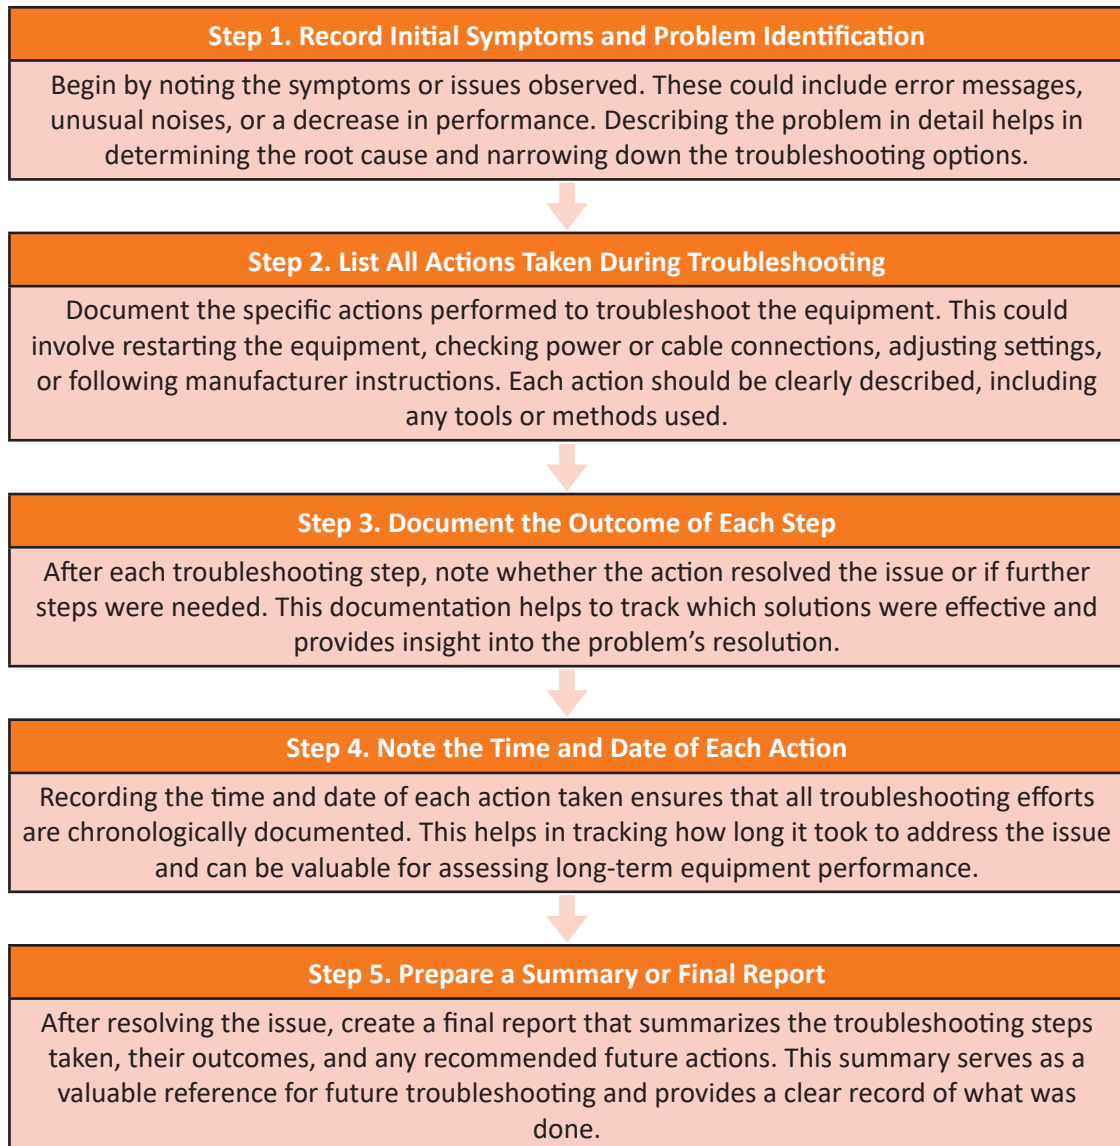 Step 1. Record Initial Symptoms and Problem Identification
Begin by noting the symptoms or issues observed. These could include error messages,
unusual noises, or a decrease in performance. Describing the problem in detail helps in
determining the root cause and narrowing down the troubleshooting options.
Step 2. List All Actions Taken During Troubleshooting
Document the specific actions performed to troubleshoot the equipment. This could
involve restarting the equipment, checking power or cable connections, adjusting settings,
or following manufacturer instructions. Each action should be clearly described, including
any tools or methods used.
Step 3. Document the Outcome of Each Step
After each troubleshooting step, note whether the action resolved the issue or if further
steps were needed. This documentation helps to track which solutions were effective and
provides insight into the problem’s resolution.
Step 4. Note the Time and Date of Each Action
Recording the time and date of each action taken ensures that all troubleshooting efforts
are chronologically documented. This helps in tracking how long it took to address the issue
and can be valuable for assessing long-term equipment performance.
Step 5. Prepare a Summary or Final Report
After resolving the issue, create a final report that summarizes the troubleshooting steps
taken, their outcomes, and any recommended future actions. This summary serves as a
valuable reference for future troubleshooting and provides a clear record of what was
done.